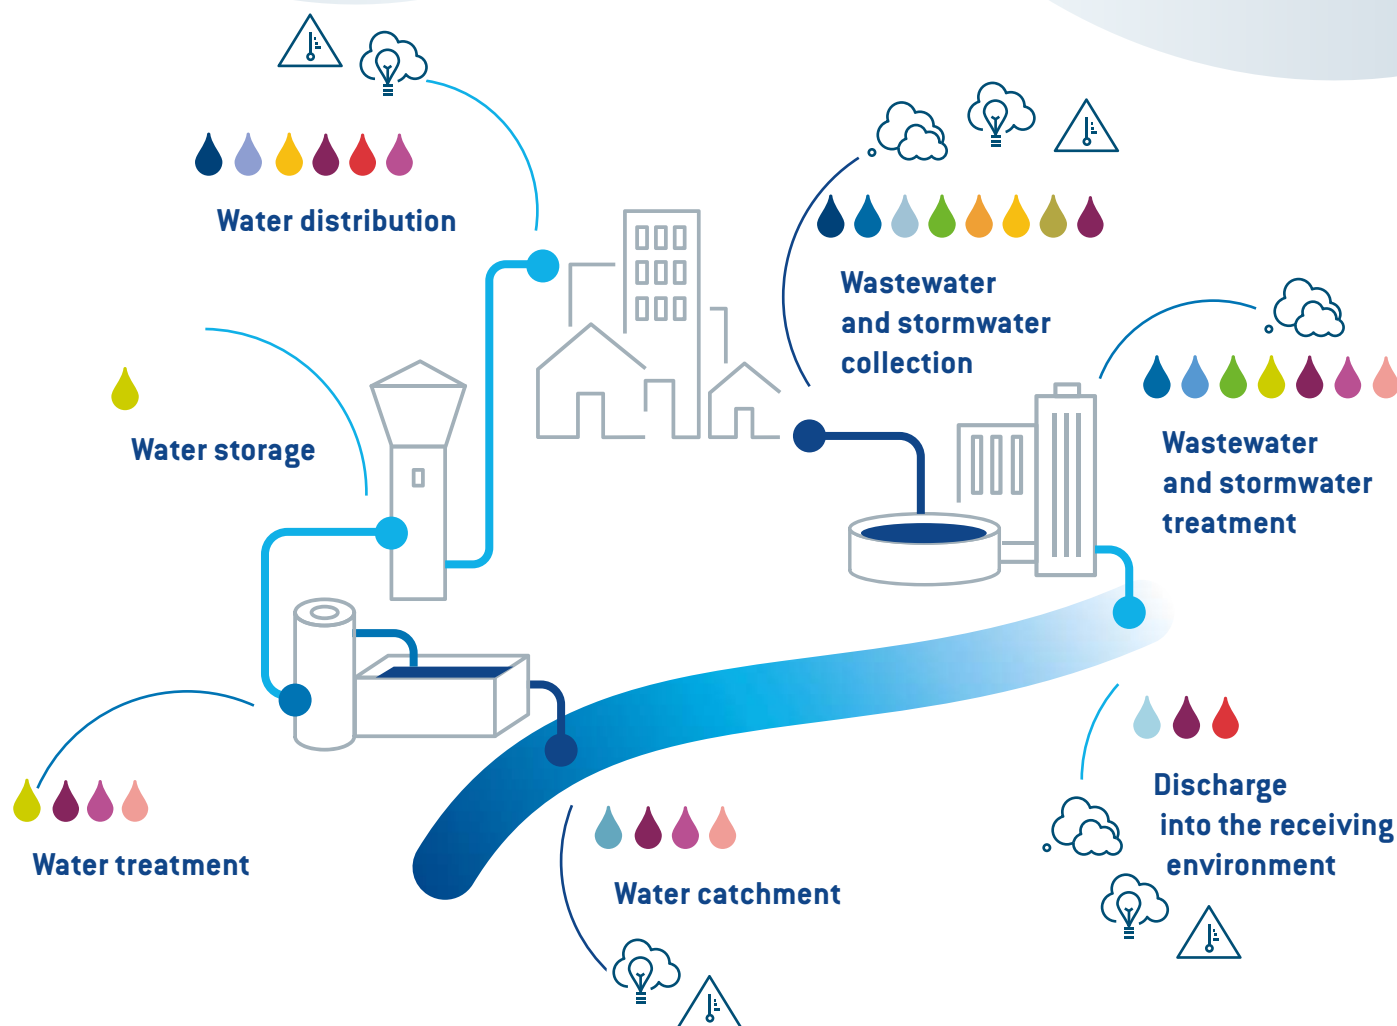 Water distribution
Wastewater
and stormwater
collection
Wastewater
and stormwater
treatment
Water storage
Discharge
into the receiving
environment
Water treatment
Water catchment